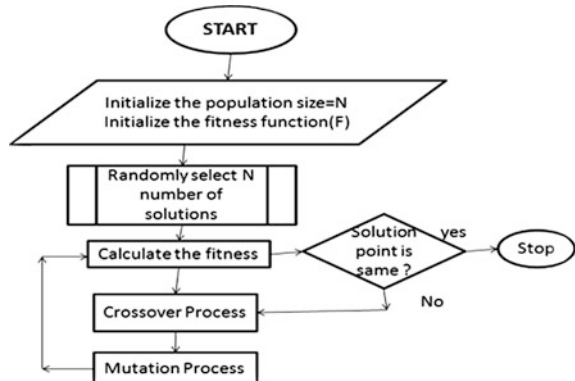 START
Initialize the population size=N
Initialize the fitness function(F)
Randomly select N
number of
solutions
Calculate the fitness
Solution
point is
same ?
yes
Stop
No
Crossover Process
Mutation Process